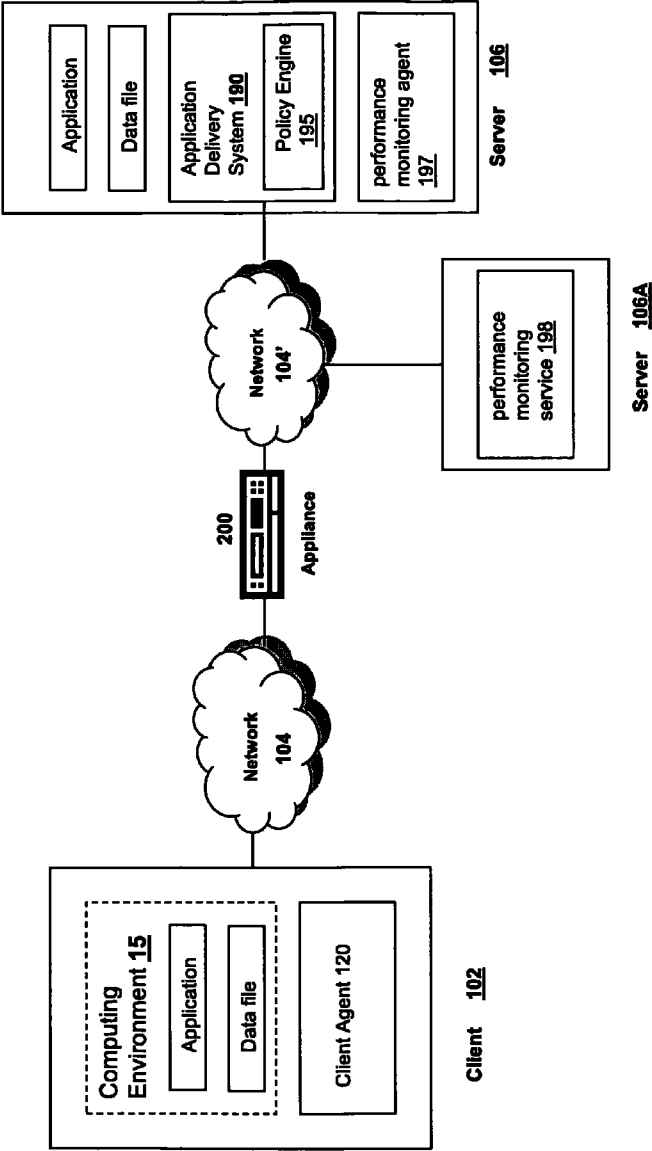 Computing
Environment 15
Application
Data file
Client Agent 120
Client 102
Network
104
200
Appliance
Network
104'
Application
Data file
Application
Delivery
System 190
Policy Engine
195
performance
monitoring agent
197
Server 106
performance
monitoring
service 198
Server 106A